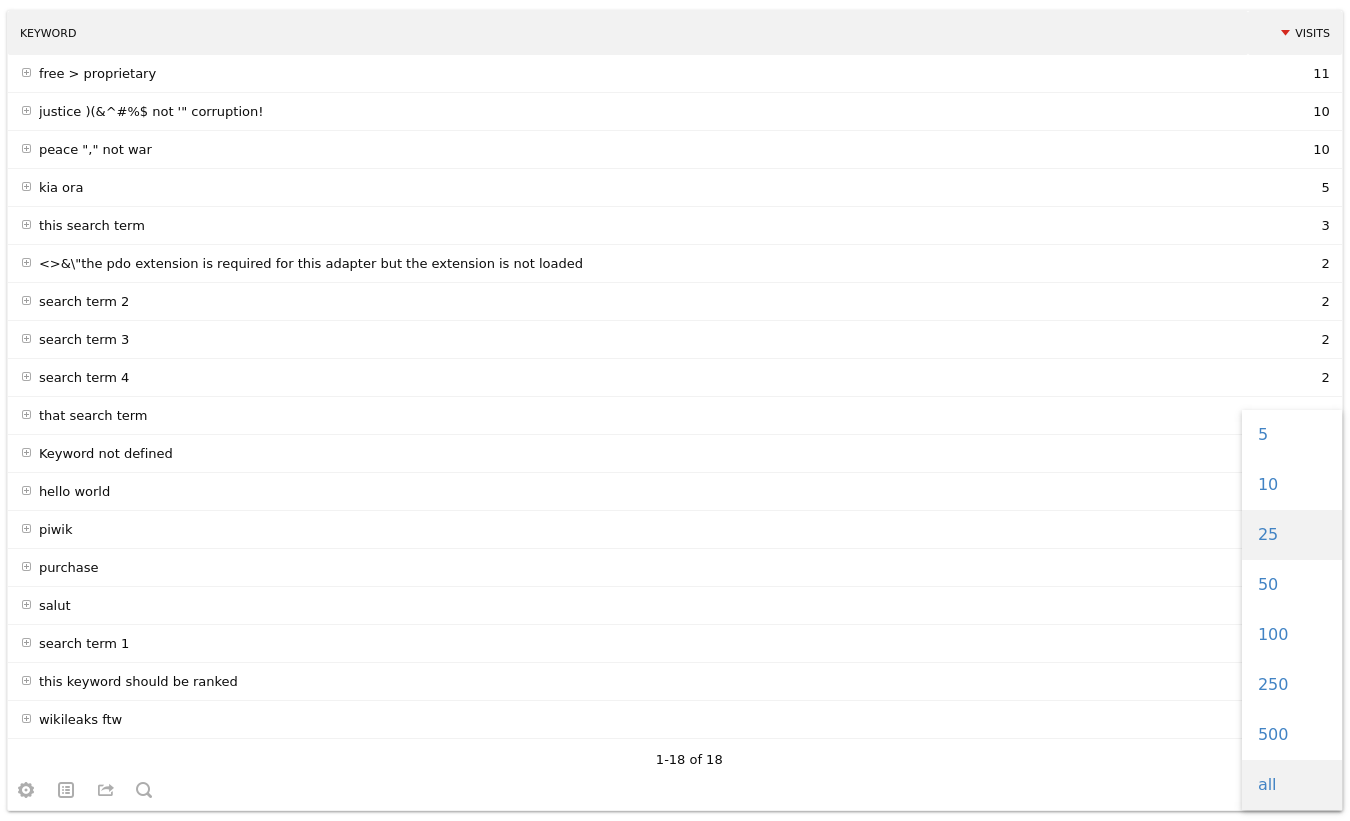 KEYWORD VISITS
free > proprietary 11
justice )(&^#%$ not '" corruption! 10
peace "," not war 10
kia ora 5
this search term 3
<>&\"the pdo extension is required for this adapter but the extension is not loaded 2
search term 2 2
search term 3 2
search term 4 2
that search term
5
Keyword not defined
10
hello world
25
piwik
50
purchase
salut
100
search term 1
250
this keyword should be ranked
500
wikileaks ftw
1-18 of 18
all